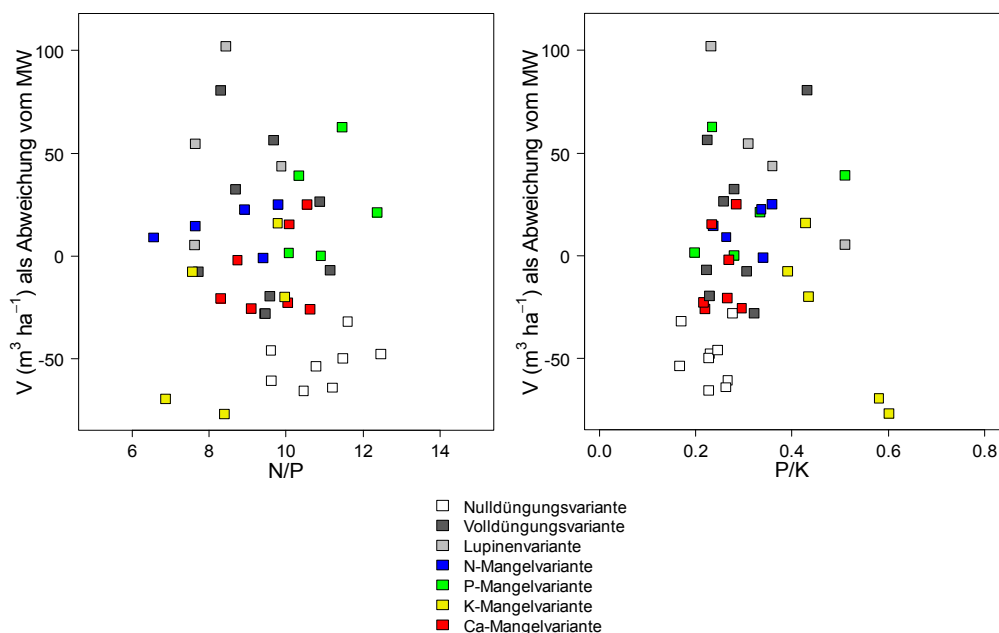 V (m³ ha⁻¹) als Abweichung vom MW
100
50
0
-50
6
8
10
12
14
N/P
V (m³ ha⁻¹) als Abweichung vom MW
100
50
0
-50
0.0
0.2
0.4
0.6
0.8
P/K
Nulldüngungsvariante
Volldüngungsvariante
Lupinenvariante
N-Mangelvariante
P-Mangelvariante
K-Mangelvariante
Ca-Mangelvariante